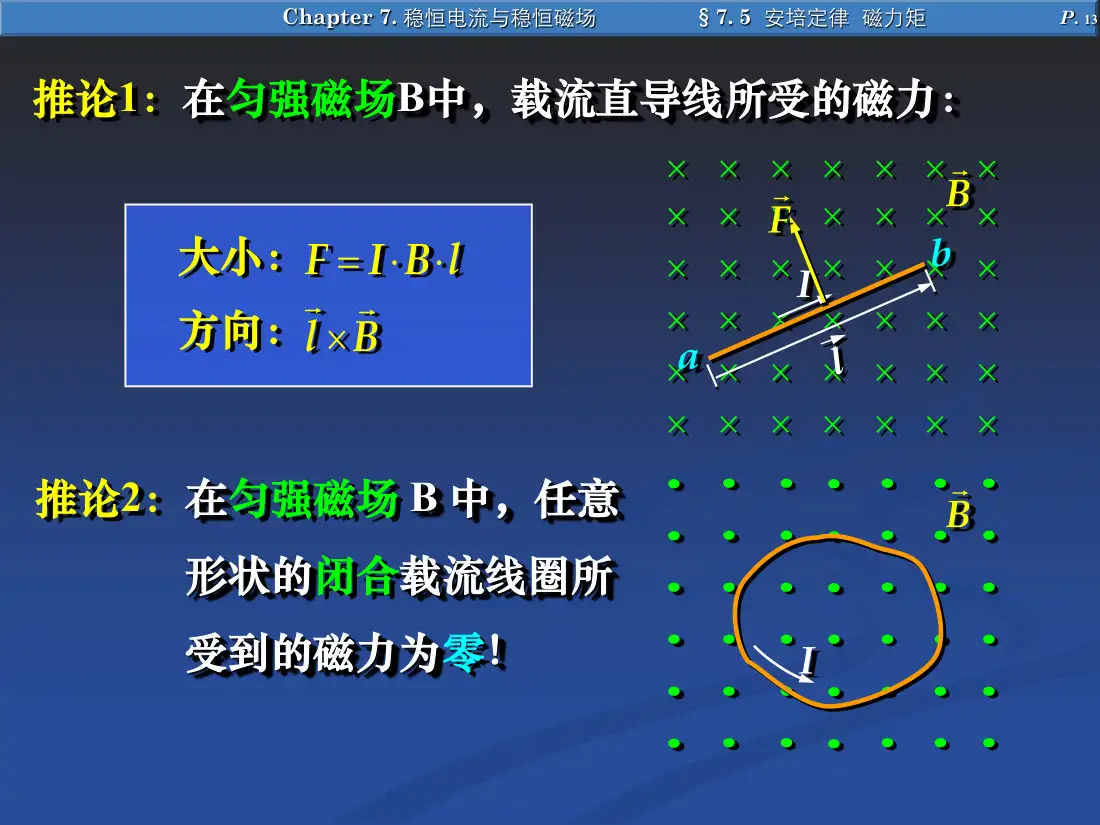 Chapter 7. 稳恒电流与稳恒磁场 § 7. 5 安培定律 磁力矩 P. 13
推论1：在匀强磁场B中，载流直导线所受的磁力：
大小：F = I · B · l
方向：l × B
B
F
I
b
a
l
推论2：在匀强磁场 B 中，任意
形状的闭合载流线圈所
受到的磁力为零！
B
I